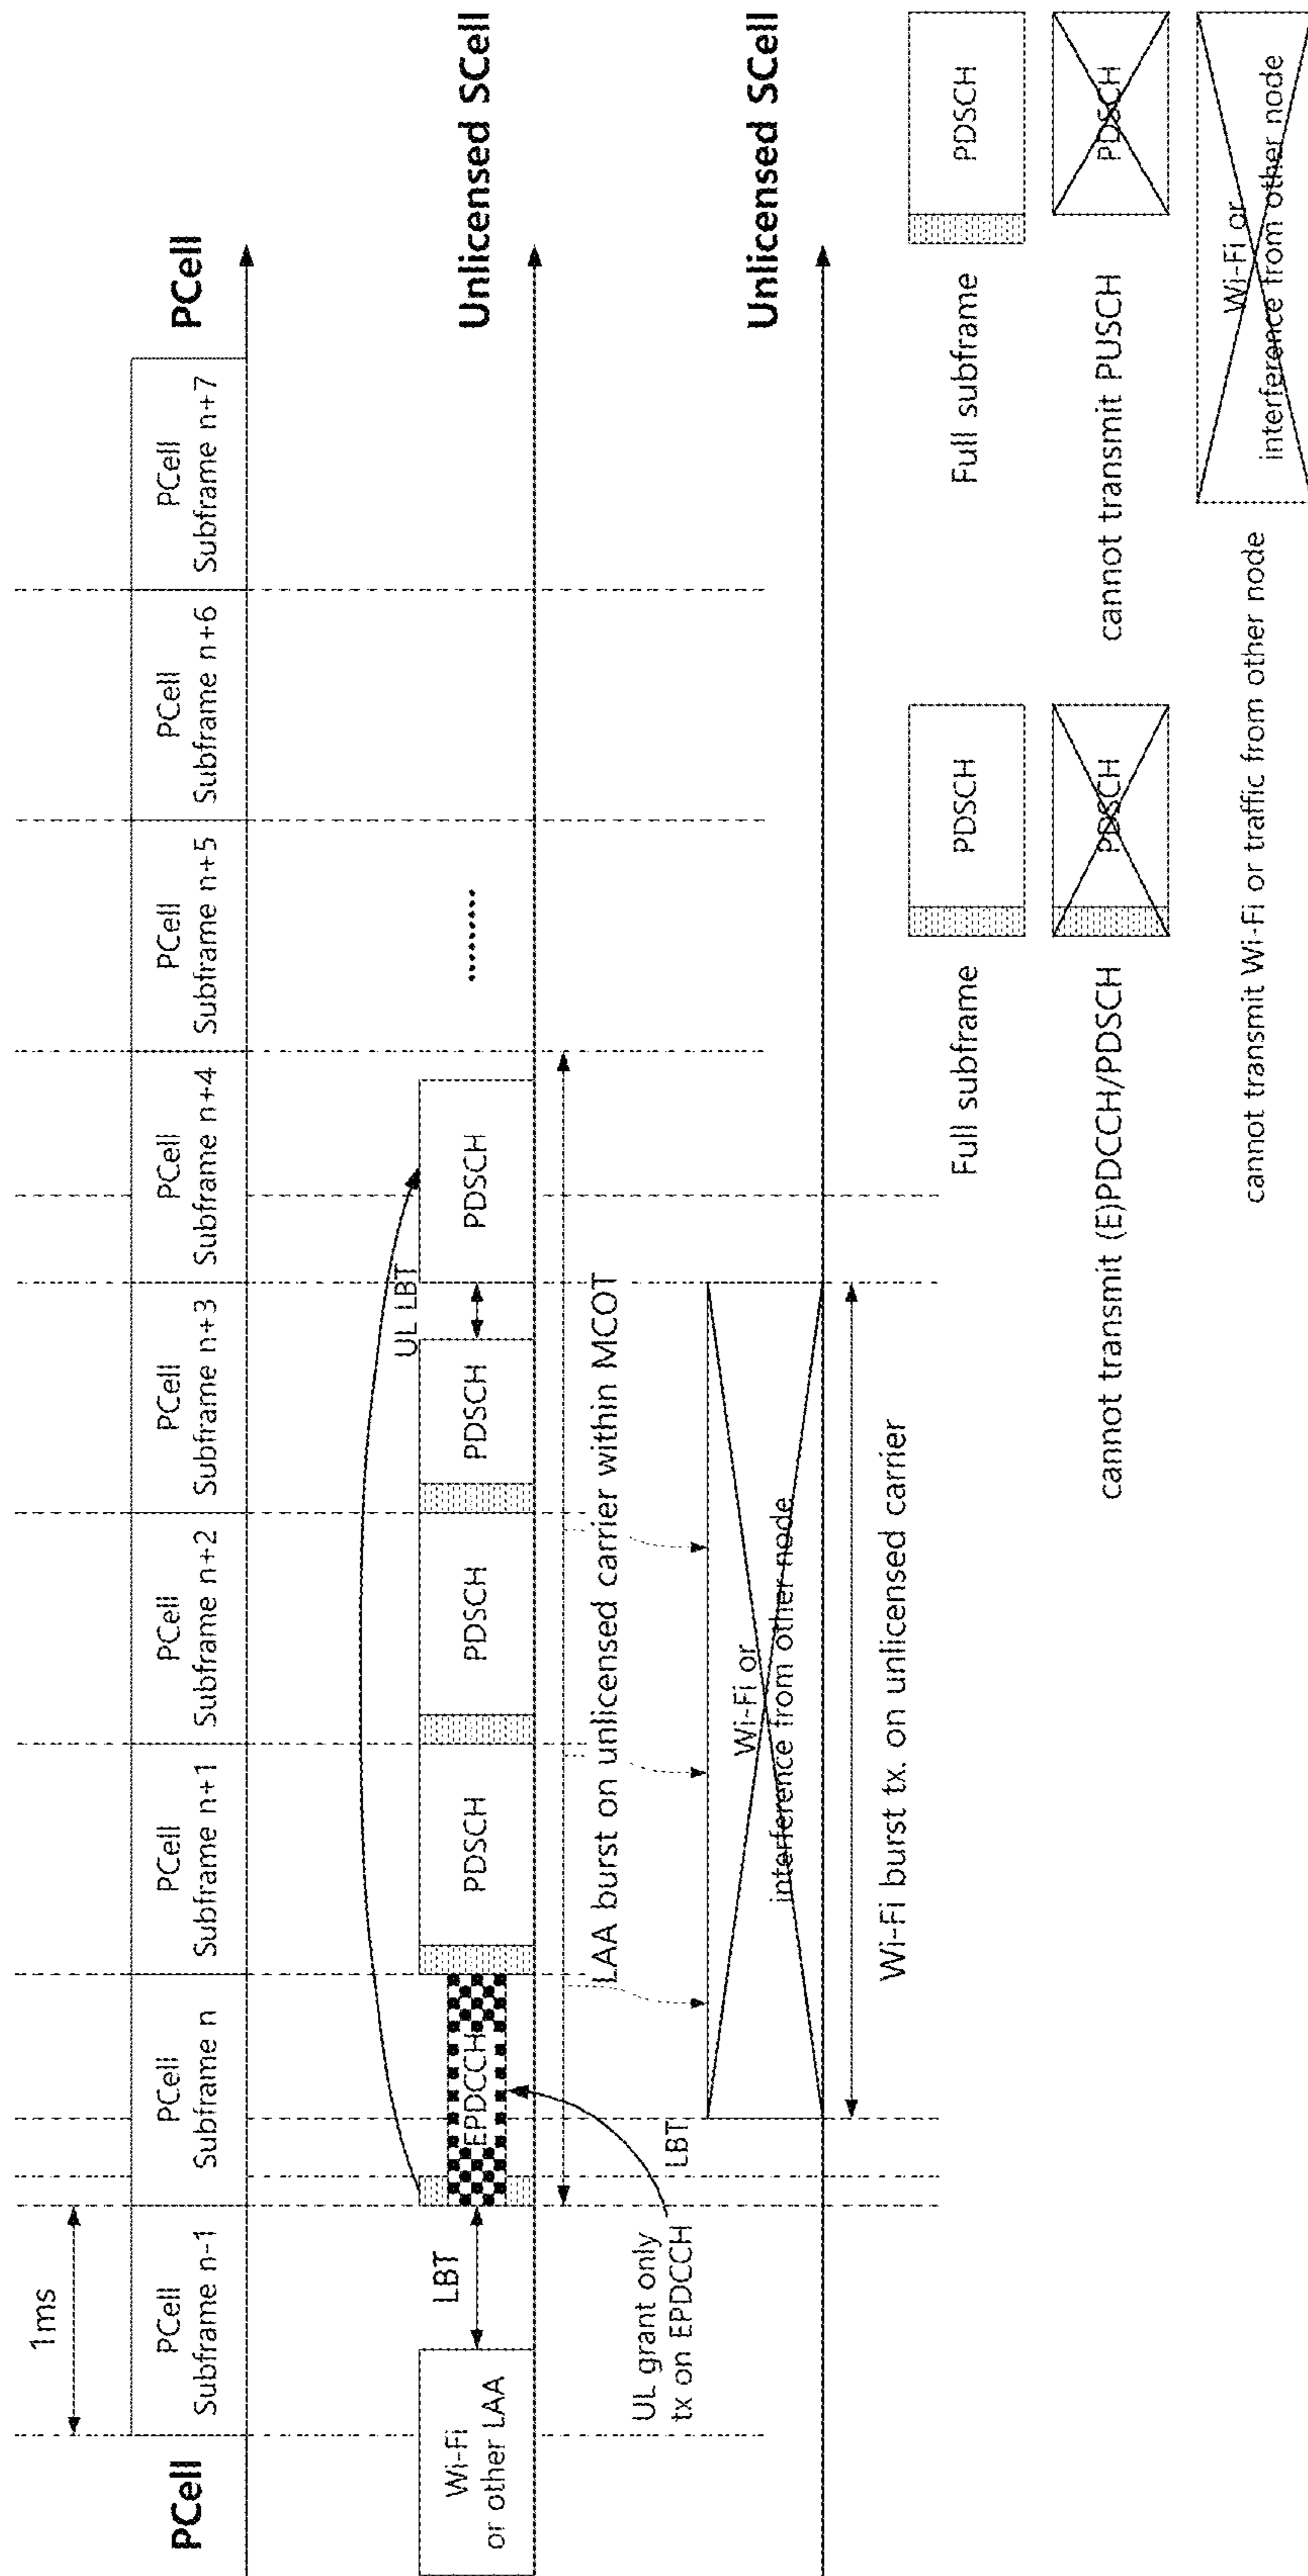 1ms
PCell
PCell
Subframe n-1
PCell
Subframe n
PCell
Subframe n+1
PCell
Subframe n+2
PCell
Subframe n+3
PCell
Subframe n+4
PCell
Subframe n+5
PCell
Subframe n+6
PCell
Subframe n+7
PCell
Wi-Fi
or other LAA
LBT
EPDCCH
PDSCH
PDSCH
PDSCH
UL LBT
PDSCH
.........
Unlicensed SCell
LAA burst on unlicensed carrier within MCOT
UL grant only
tx on EPDCCH
LBT
Wi-Fi or
interference from other node
Unlicensed SCell
Wi-Fi burst tx. on unlicensed carrier
Full subframe
PDSCH
Full subframe
PDSCH
cannot transmit (E)PDCCH/PDSCH
PDSCH
cannot transmit PUSCH
PDSCH
cannot transmit Wi-Fi or traffic from other node
Wi-Fi or
interference from other node